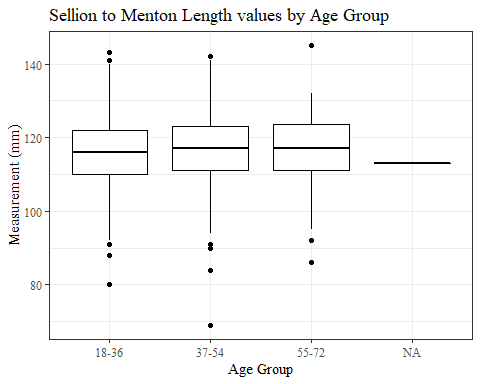 Sellion to Menton Length values by Age Group
Measurement (mm)
140
120
100
80
18-36
37-54
55-72
NA
Age Group